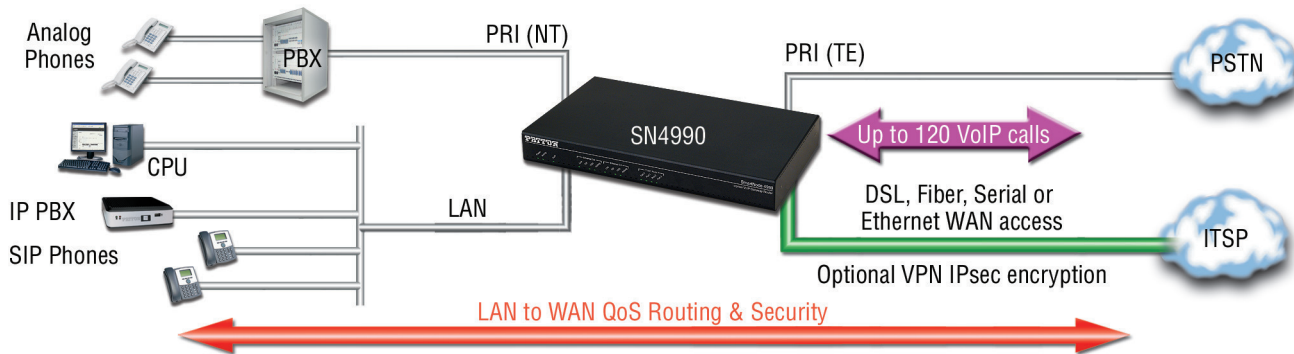 Analog
Phones
PBX
PRI (NT)
CPU
IP PBX
SIP Phones
LAN
SN4990
PATTON
PRI (TE)
PSTN
Up to 120 VoIP calls
DSL, Fiber, Serial or
Ethernet WAN access
ITSP
Optional VPN IPsec encryption
LAN to WAN QoS Routing & Security